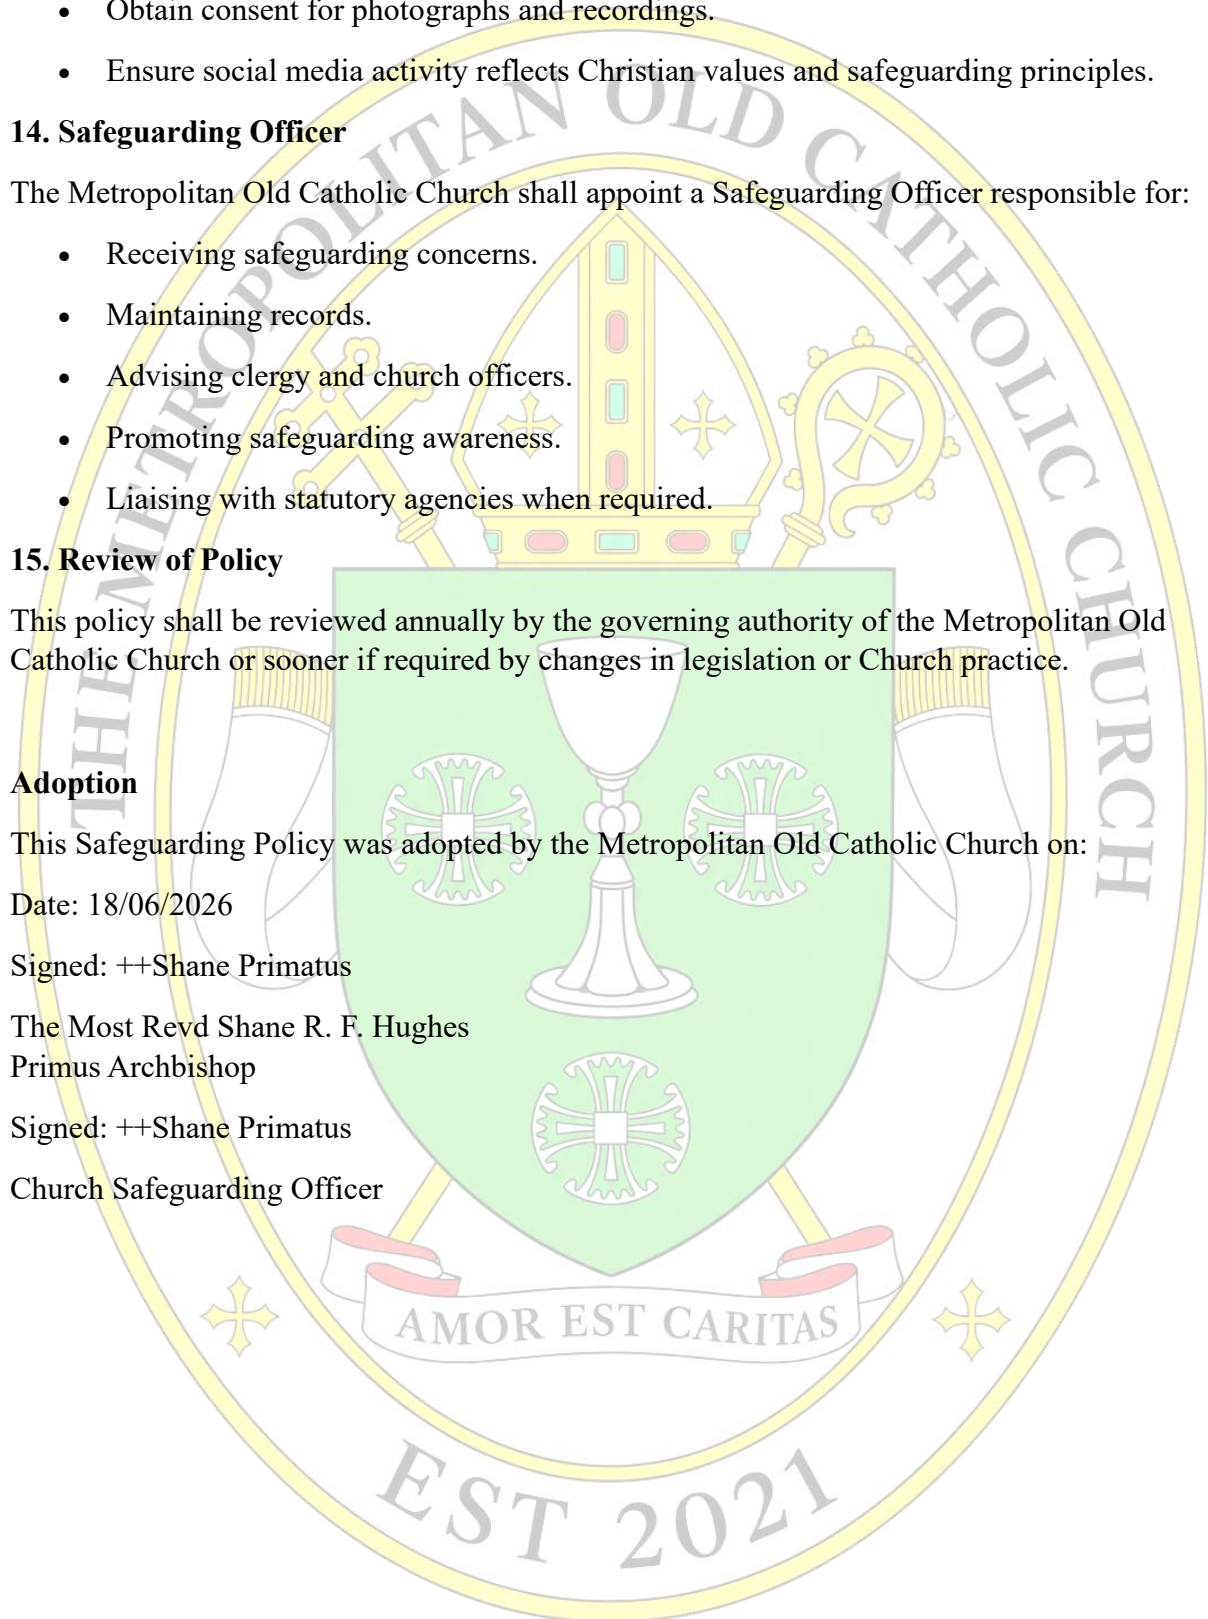 • Obtain consent for photographs and recordings.
• Ensure social media activity reflects Christian values and safeguarding principles.
14. Safeguarding Officer
The Metropolitan Old Catholic Church shall appoint a Safeguarding Officer responsible for:
• Receiving safeguarding concerns.
• Maintaining records.
• Advising clergy and church officers.
• Promoting safeguarding awareness.
• Liaising with statutory agencies when required.
15. Review of Policy
This policy shall be reviewed annually by the governing authority of the Metropolitan Old
Catholic Church or sooner if required by changes in legislation or Church practice.
Adoption
This Safeguarding Policy was adopted by the Metropolitan Old Catholic Church on:
Date: 18/06/2026
Signed: ++Shane Primatus
The Most Revd Shane R. F. Hughes
Primus Archbishop
Signed: ++Shane Primatus
Church Safeguarding Officer
THE METROPOLITAN OLD CATHOLIC CHURCH
AMOR EST CARITAS
EST 2021